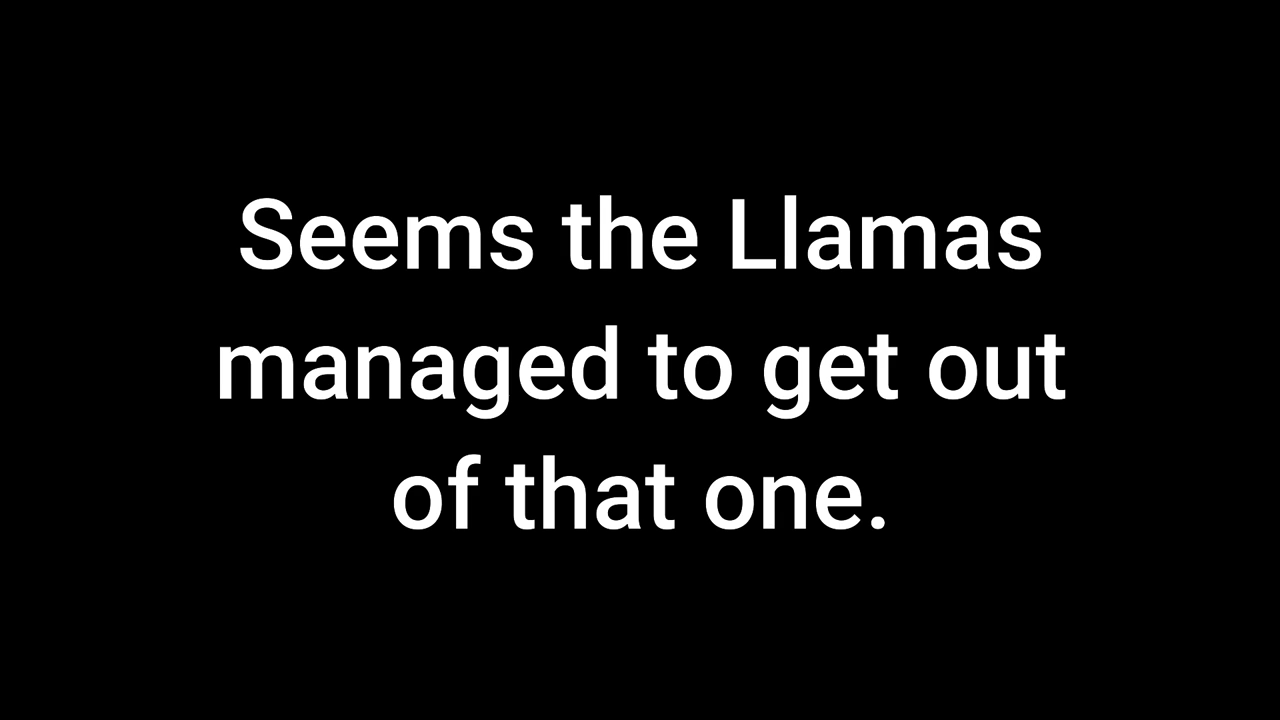 Seems the Llamas
managed to get out
of that one.